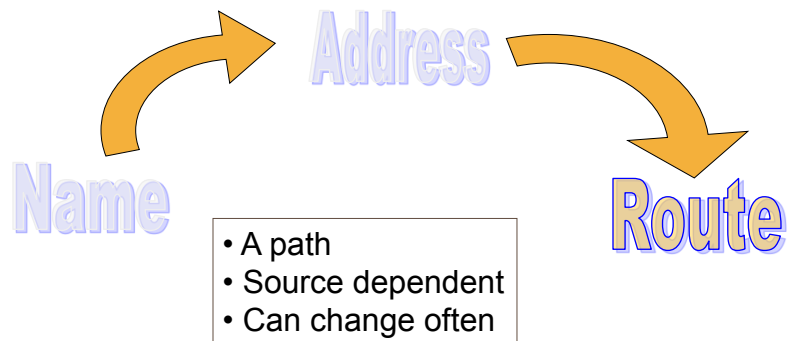 Address
Name
Route
• A path
• Source dependent
• Can change often